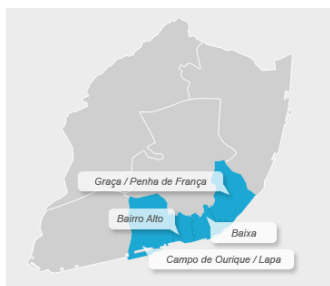 Graça / Penha de França
Bairro Alto
Baixa
Campo de Ourique / Lapa